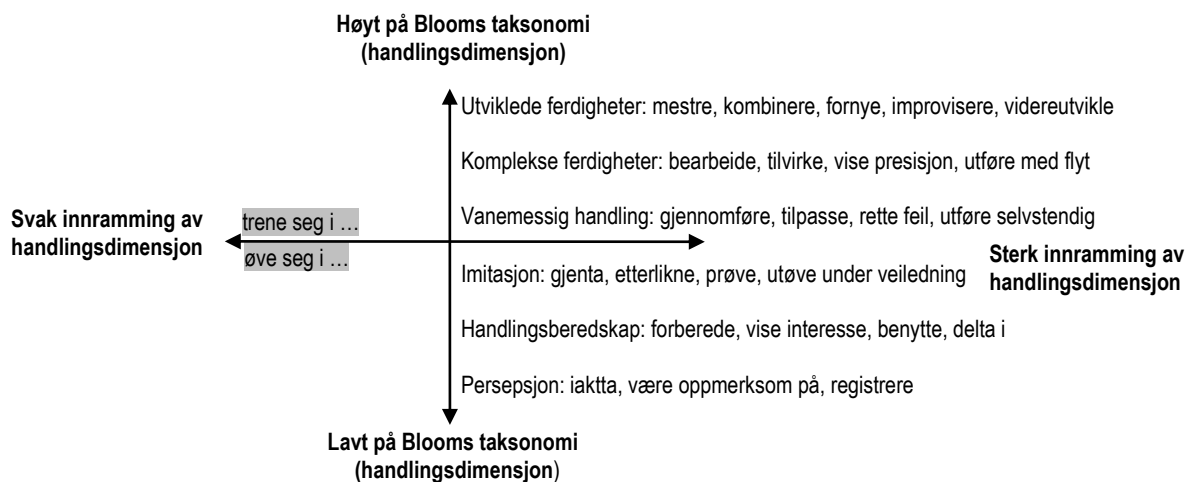 Høyt på Blooms taksonomi
(handlingsdimensjon)
Utviklede ferdigheter: mestre, kombinere, fornye, improvisere, videreutvikle
Komplekse ferdigheter: bearbeide, tilvirke, vise presisjon, utføre med flyt
Svak innramming av
handlingsdimensjon
trene seg i …
øve seg i …
Vanemessig handling: gjennomføre, tilpasse, rette feil, utføre selvstendig
Sterk innramming av
handlingsdimensjon
Imitasjon: gjenta, etterlikne, prøve, utøve under veiledning
Handlingsberedskap: forberede, vise interesse, benytte, delta i
Persepsjon: iaktta, være oppmerksom på, registrere
Lavt på Blooms taksonomi
(handlingsdimensjon)